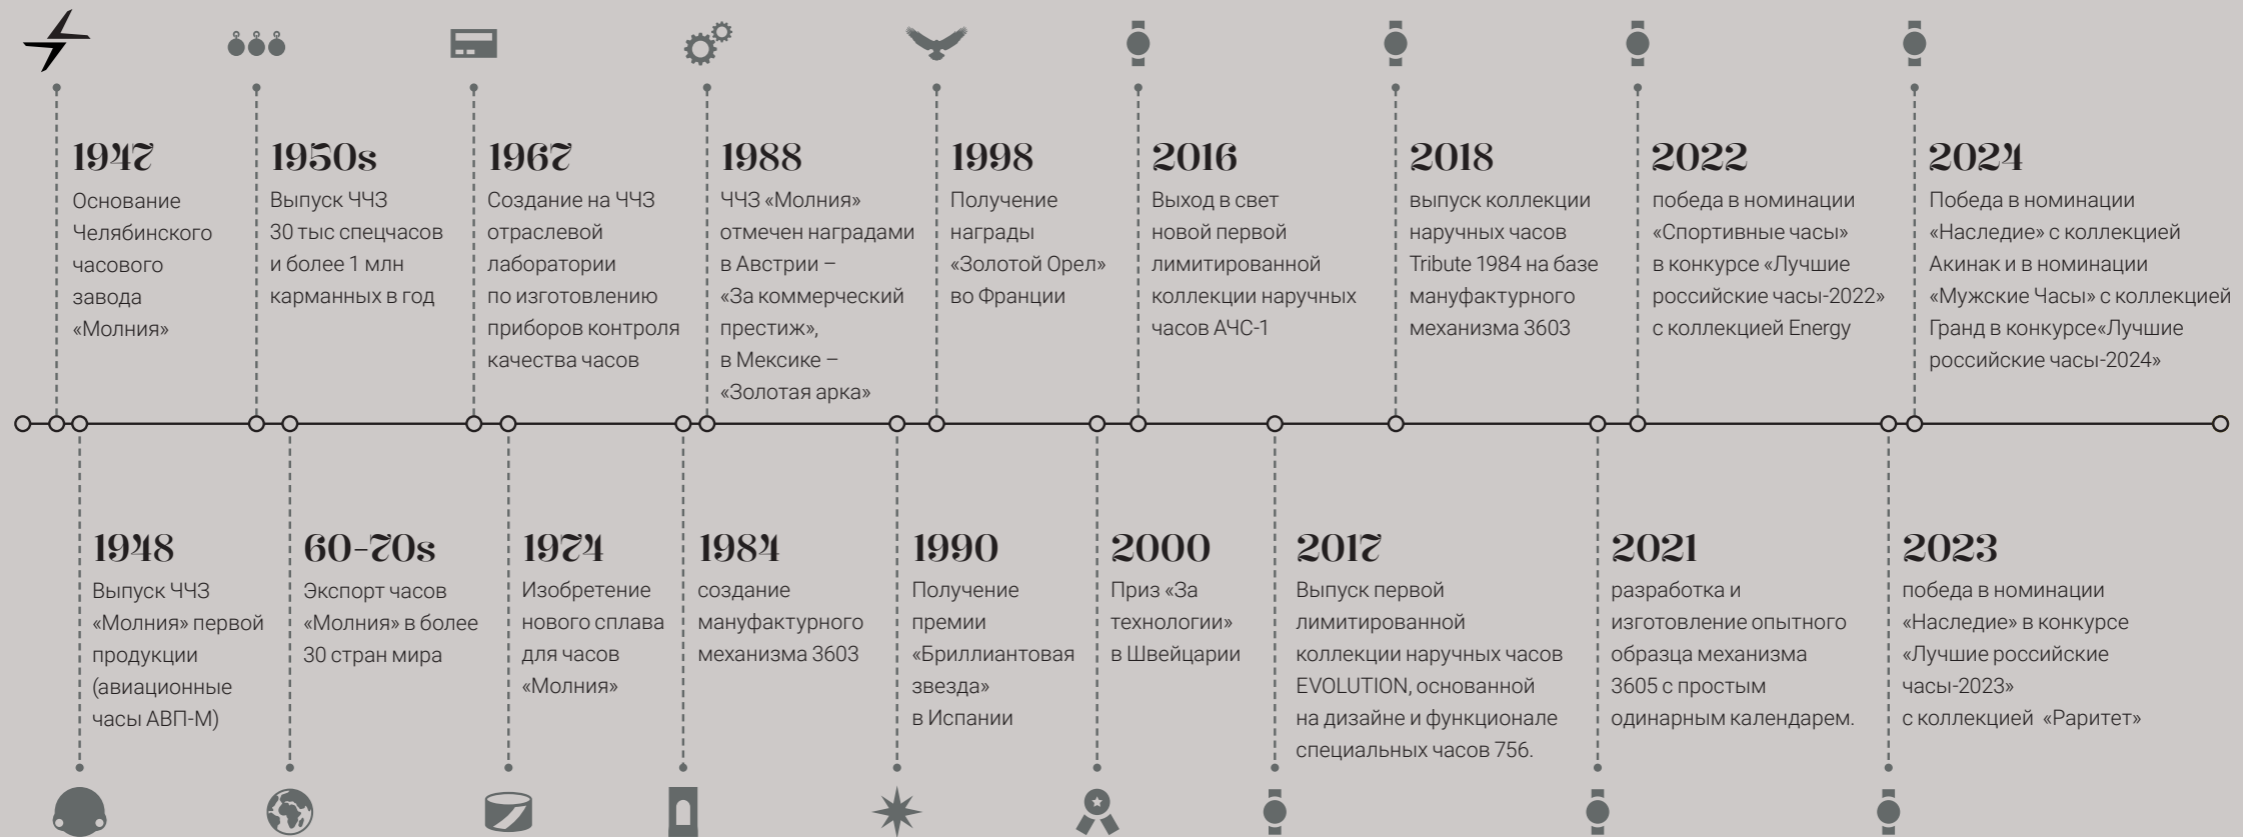 1947
Основание
Челябинского
часового
завода
«Молния»
1950s
Выпуск ЧЧЗ
30 тыс спецчасов
и более 1 млн
карманных в год
1967
Создание на ЧЧЗ
отраслевой
лаборатории
по изготовлению
приборов контроля
качества часов
1988
ЧЧЗ «Молния»
отмечен наградами
в Австрии –
«За коммерческий
престиж»,
в Мексике –
«Золотая арка»
1998
Получение
награды
«Золотой Орел»
во Франции
2016
Выход в свет
новой первой
лимитированной
коллекции наручных
часов АЧС-1
2018
выпуск коллекции
наручных часов
Tribute 1984 на базе
мануфактурного
механизма 3603
2022
победа в номинации
«Спортивные часы»
в конкурсе «Лучшие
российские часы-2022»
с коллекцией Energy
2024
Победа в номинации
«Наследие» с коллекцией
Акинак и в номинации
«Мужские Часы» с коллекцией
Гранд в конкурсе«Лучшие
российские часы-2024»
1948
Выпуск ЧЧЗ
«Молния» первой
продукции
(авиационные
часы АВП-М)
60-70s
Экспорт часов
«Молния» в более
30 стран мира
1974
Изобретение
нового сплава
для часов
«Молния»
1984
создание
мануфактурного
механизма 3603
1990
Получение
премии
«Бриллиантовая
звезда»
в Испании
2000
Приз «За
технологии»
в Швейцарии
2017
Выпуск первой
лимитированной
коллекции наручных часов
EVOLUTION, основанной
на дизайне и функционале
специальных часов 756.
2021
разработка и
изготовление опытного
образца механизма
3605 с простым
одинарным календарем.
2023
победа в номинации
«Наследие» в конкурсе
«Лучшие российские
часы-2023»
с коллекцией «Раритет»